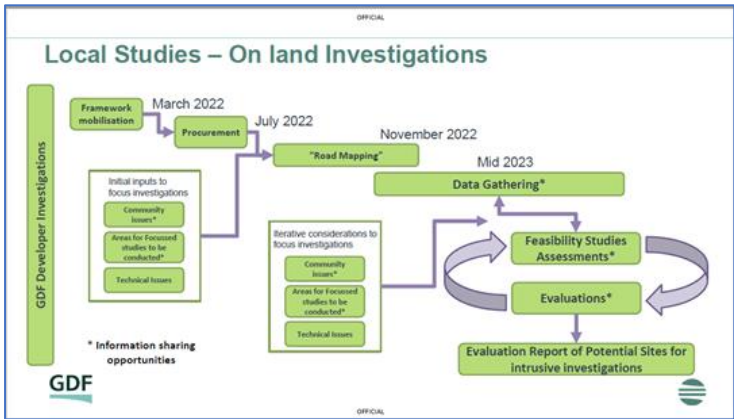 OFFICIAL
Local Studies – On land Investigations
GDF Developer Investigations
Framework
mobilisation
March 2022
Procurement
July 2022
"Road Mapping"
November 2022
Mid 2023
Data Gathering*
Initial inputs to
focus investigations
Community
issues*
Areas for Focussed
studies to be
conducted*
Technical Issues
Iterative considerations to
focus investigations
Community
issues*
Areas for Focussed
studies to be
conducted*
Technical Issues
Feasibility Studies
Assessments*
Evaluations*
Evaluation Report of Potential Sites for
intrusive investigations
* Information sharing
opportunities
GDF
OFFICIAL